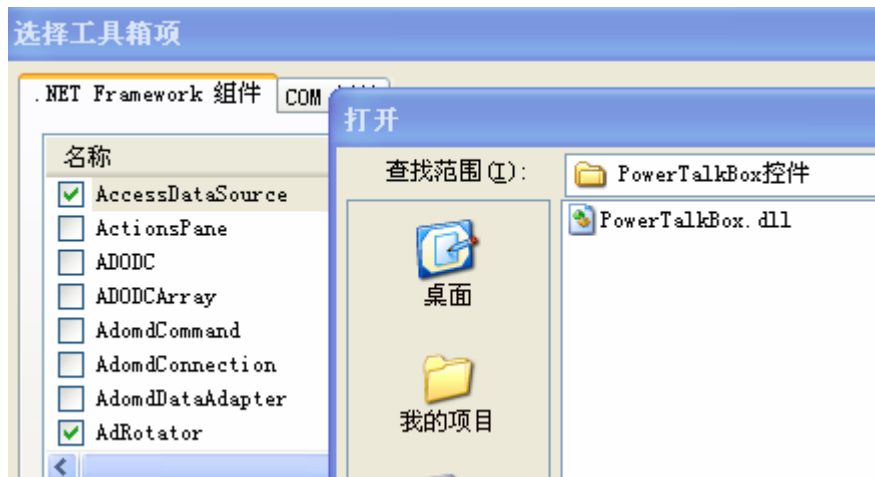 选择工具箱项
.NET Framework 组件
COM
名称
AccessDataSource
ActionsPane
ADODC
ADODCArray
AdomdCommand
AdomdConnection
AdomdDataAdapter
AdRotator
打开
查找范围(I):
PowerTalkBox控件
PowerTalkBox.dll
桌面
我的项目